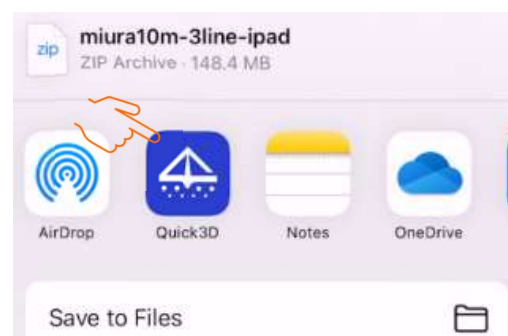 zip
miura10m-3line-ipad
ZIP Archive · 148.4 MB
AirDrop
Quick3D
Notes
OneDrive
Save to Files